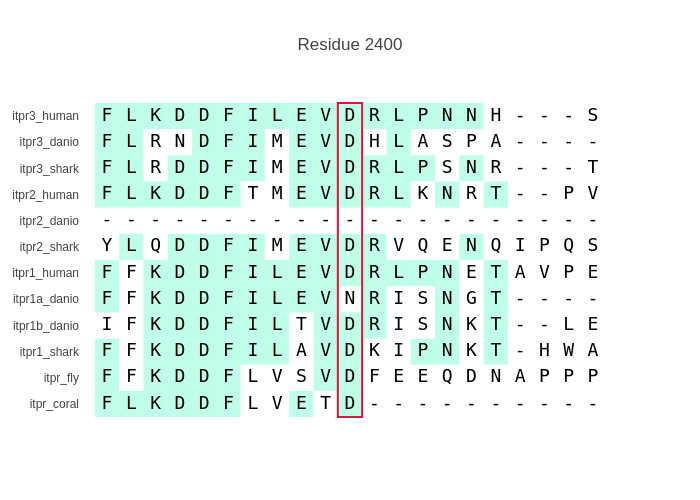 Residue 2400
itpr3_human F L K D D F I L E V D R L P N N H - - - S
itpr3_danio F L R N D F I M E V D H L A S P A - - - -
itpr3_shark F L R D D F I M E V D R L P S N R - - - T
itpr2_human F L K D D F T M E V D R L K N R T - - P V
itpr2_danio - - - - - - - - - - - - - - - - - - - - -
itpr2_shark Y L Q D D F I M E V D R V Q E N Q I P Q S
itpr1_human F F K D D F I L E V D R L P N E T A V P E
itpr1a_danio F F K D D F I L E V N R I S N G T - - - -
itpr1b_danio I F K D D F I L T V D R I S N K T - - L E
itpr1_shark F F K D D F I L A V D K I P N K T - H W A
itpr_fly F F K D D F L V S V D F E E Q D N A P P P
itpr_coral F L K D D F L V E T D - - - - - - - - - -